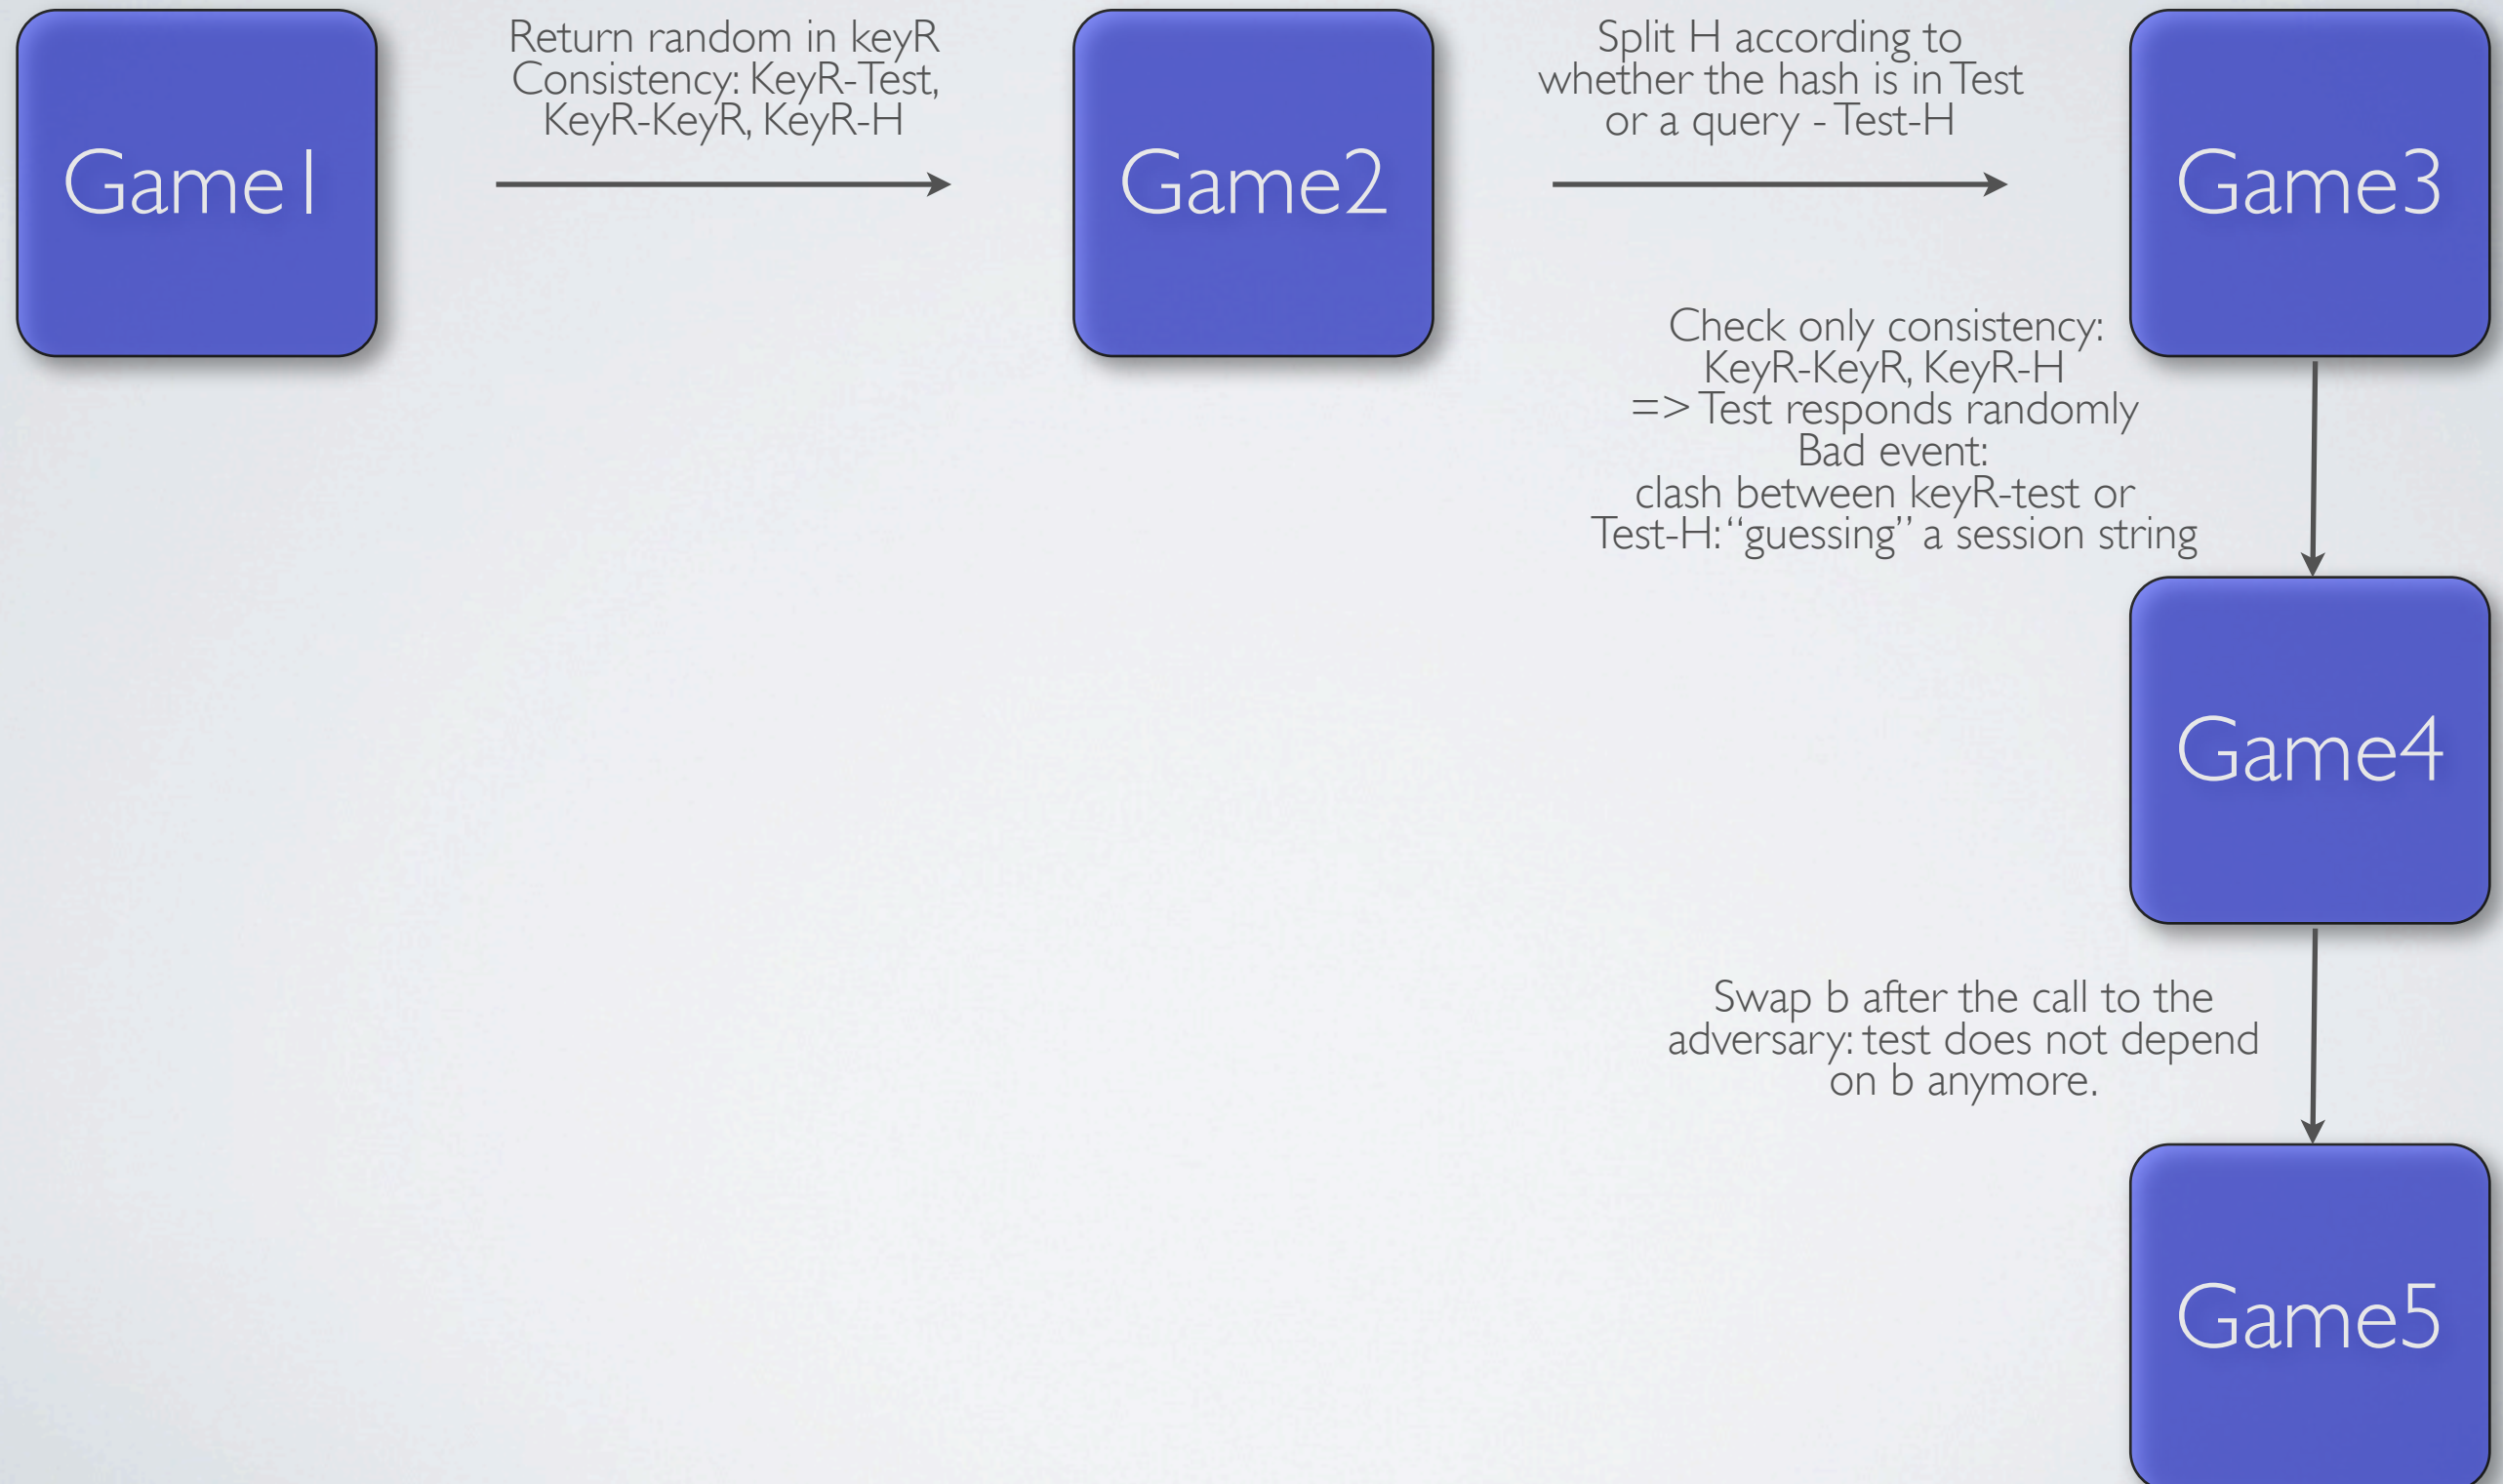 Game1
Return random in keyR
Consistency: KeyR-Test,
KeyR-KeyR, KeyR-H
Game2
Split H according to
whether the hash is in Test
or a query - Test-H
Game3
Check only consistency:
KeyR-KeyR, KeyR-H
=> Test responds randomly
Bad event:
clash between keyR-test or
Test-H: “guessing” a session string
Game4
Swap b after the call to the
adversary: test does not depend
on b anymore.
Game5